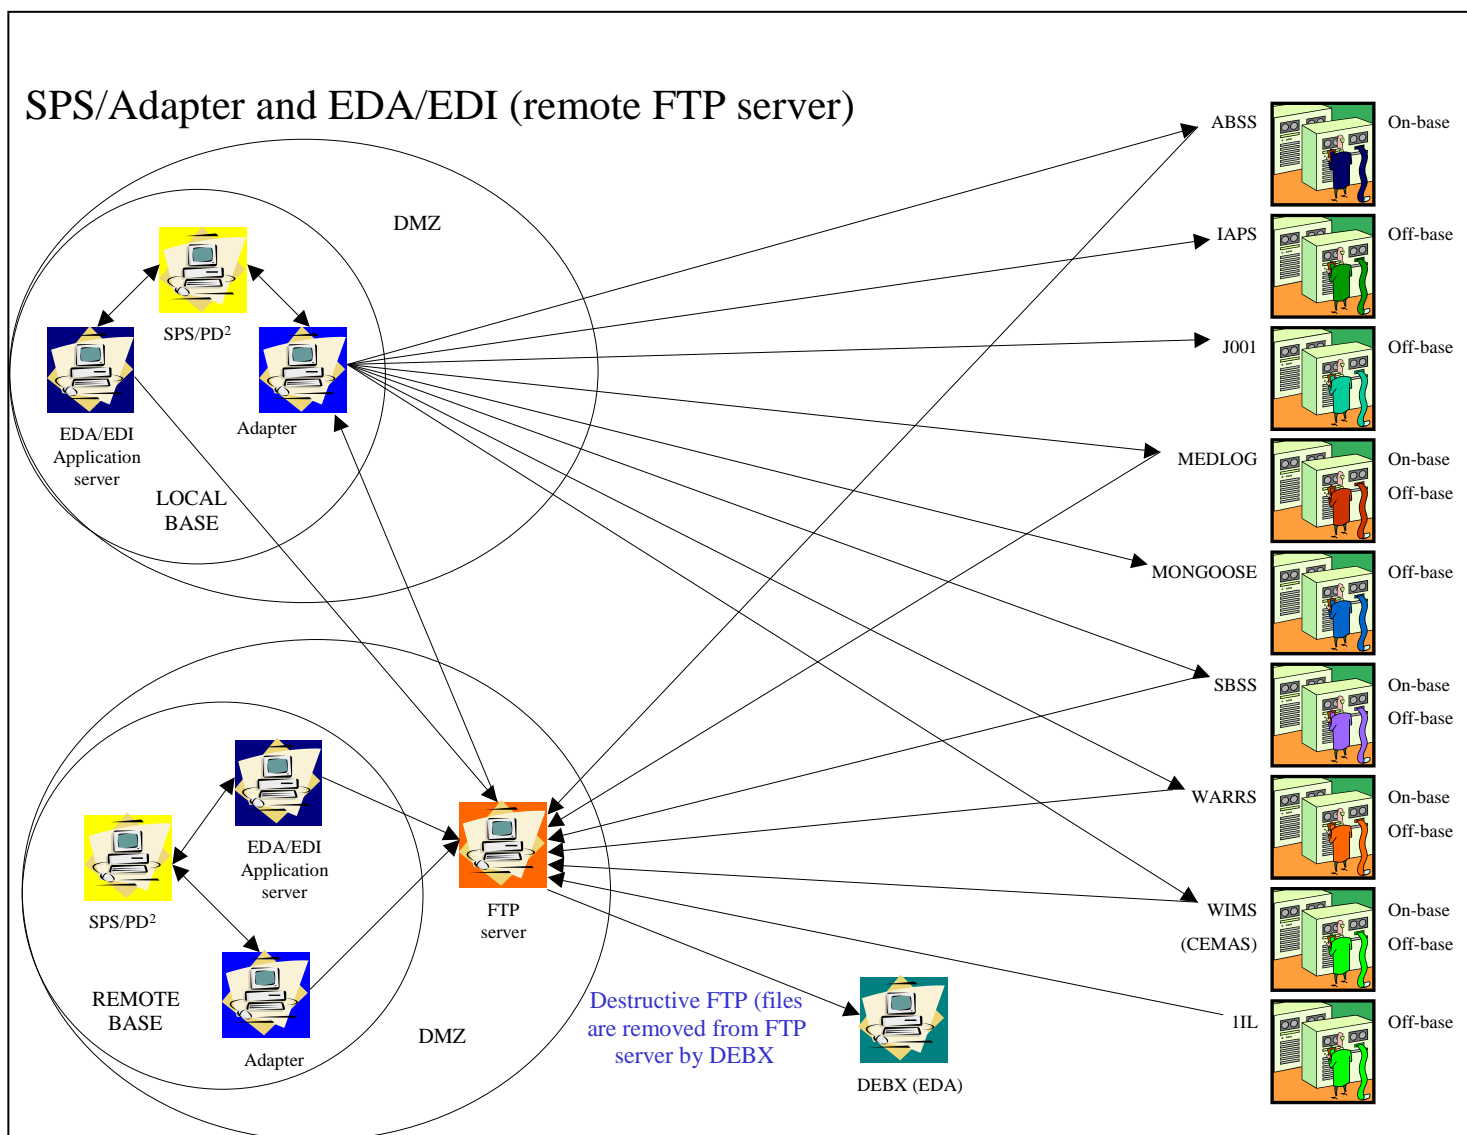 SPS/Adapter and EDA/EDI (remote FTP server)
DMZ
SPS/PD²
EDA/EDI
Application
server
Adapter
LOCAL
BASE
EDA/EDI
Application
server
SPS/PD²
REMOTE
BASE
Adapter
DMZ
FTP
server
Destructive FTP (files
are removed from FTP
server by DEBX
DEBX (EDA)
ABSS On-base
IAPS Off-base
J001 Off-base
MEDLOG On-base
Off-base
MONGOOSE Off-base
SBSS On-base
Off-base
WARRS On-base
Off-base
WIMS On-base
(CEMAS) Off-base
1IL Off-base